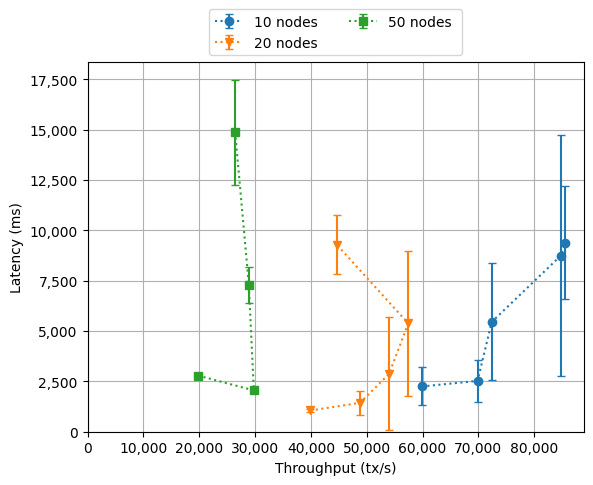 10 nodes
20 nodes
50 nodes
17,500
15,000
12,500
10,000
7,500
5,000
2,500
0
Latency (ms)
0 10,000 20,000 30,000 40,000 50,000 60,000 70,000 80,000
Throughput (tx/s)